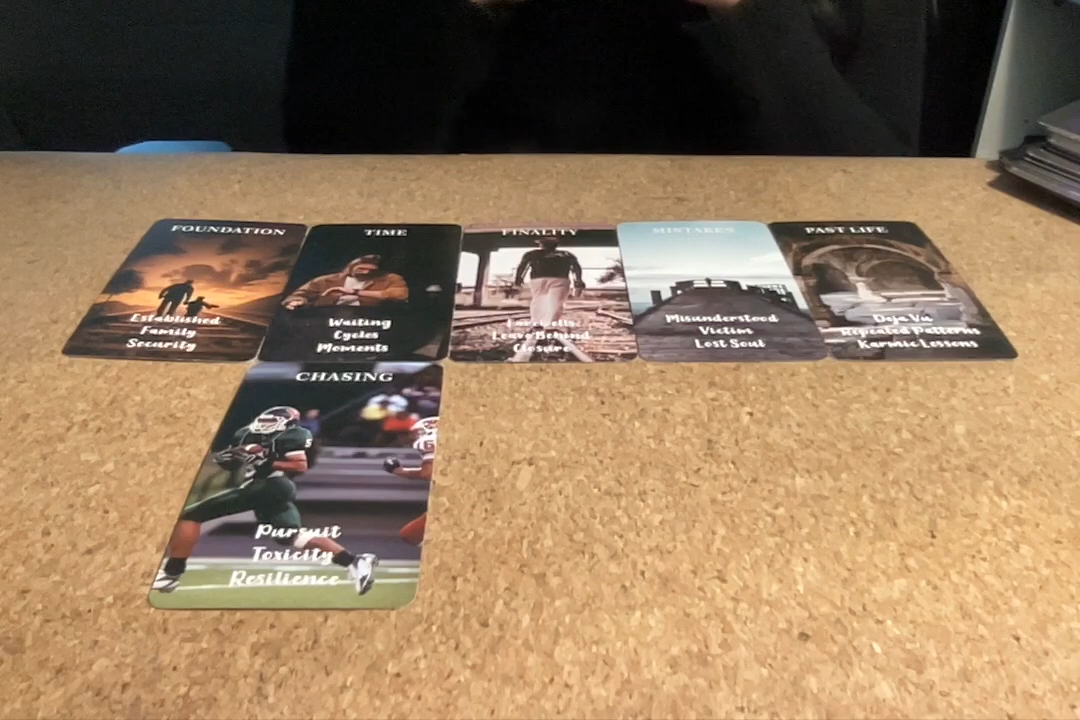 FOUNDATION
Established
Family
Security
TIME
Waiting
Cycles
Moments
FINALITY
Farewells
Leave Behind
Closure
MISTAKES
Misunderstood
Victim
Lost Soul
PAST LIFE
Deja Vu
Repeated Patterns
Karmic Lessons
CHASING
Pursuit
Toxicity
Resilience